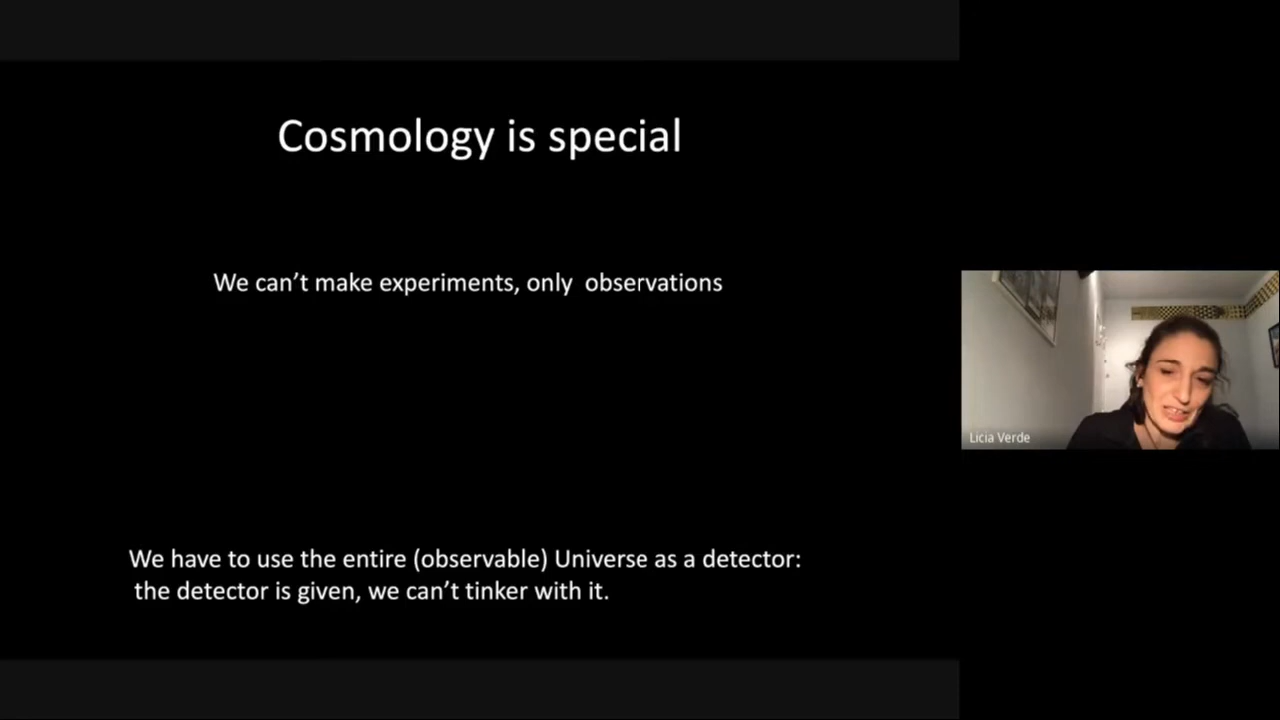 Cosmology is special
We can’t make experiments, only  observations
Licia Verde
We have to use the entire (observable) Universe as a detector:
the detector is given, we can’t tinker with it.